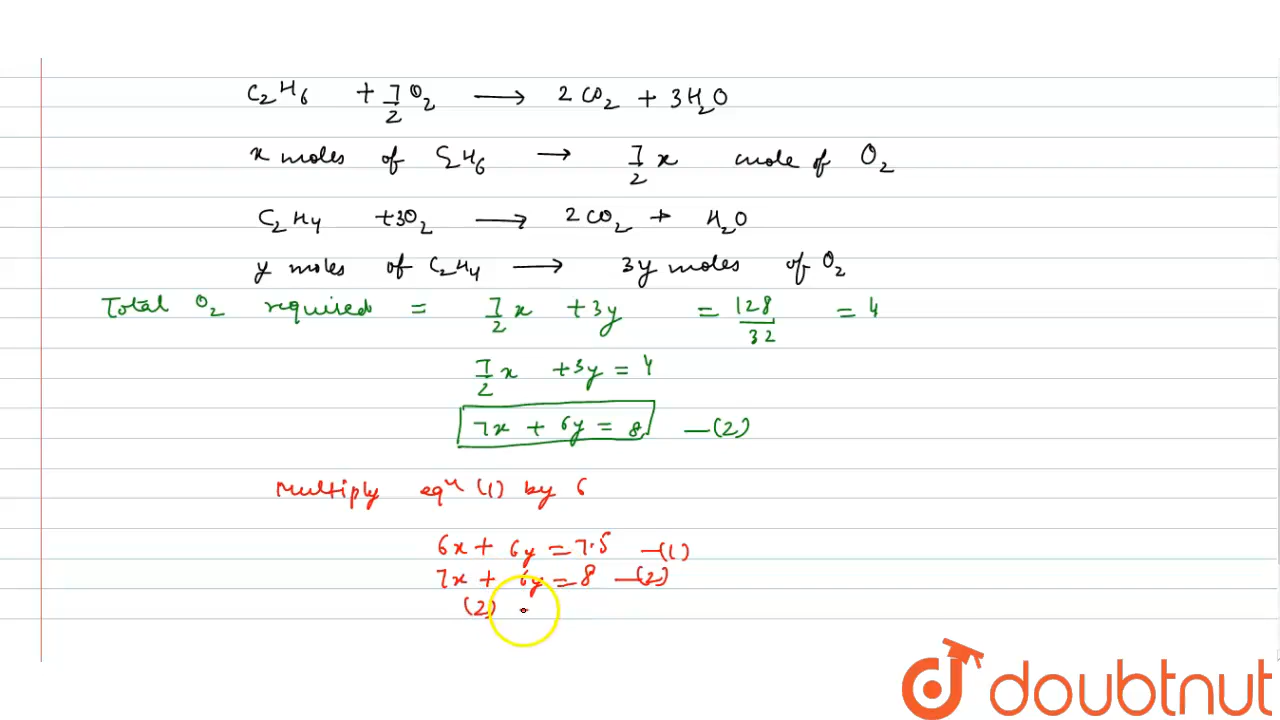 C2H6 + 7/2 O2 → 2CO2 + 3H2O
x moles of C2H6 → 7/2 x mole of O2
C2H4 + 3O2 → 2CO2 + H2O
y moles of C2H4 → 3y moles of O2
Total O2 required = 7/2 x + 3y = 128/32 = 4
7/2 x + 3y = 4
7x + 6y = 8 —(2)
Multiply eqn (1) by 6
6x + 6y = 7.5 —(1)
7x + 6y = 8 —(2)
(2)
doubtnut